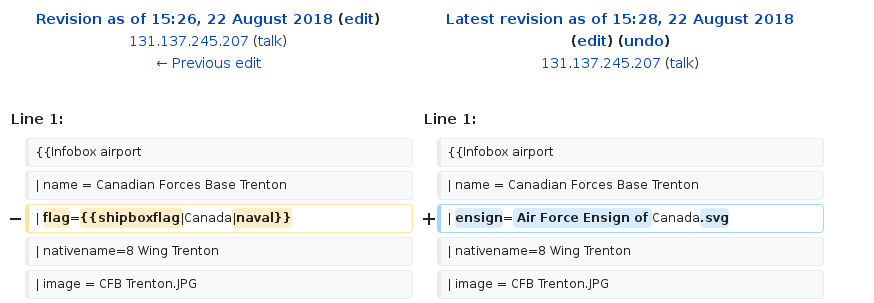 Revision as of 15:26, 22 August 2018 (edit)
131.137.245.207 (talk)
← Previous edit
Latest revision as of 15:28, 22 August 2018
(edit) (undo)
131.137.245.207 (talk)
Line 1:
Line 1:
{{Infobox airport
{{Infobox airport
| name = Canadian Forces Base Trenton
| name = Canadian Forces Base Trenton
− | flag={{shipboxflag|Canada|naval}}
+ | ensign= Air Force Ensign of Canada.svg
| nativename=8 Wing Trenton
| nativename=8 Wing Trenton
| image = CFB Trenton.JPG
| image = CFB Trenton.JPG